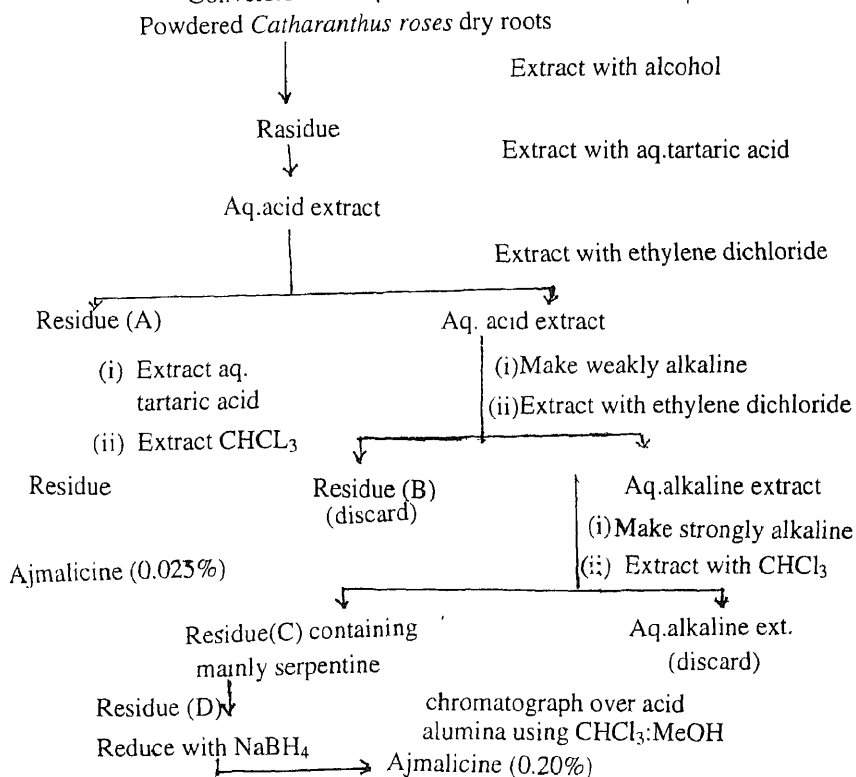 Powdered Catharanthus roses dry roots
Extract with alcohol
Rasidue
Extract with aq.tartaric acid
Aq.acid extract
Extract with ethylene dichloride
Residue (A)
Aq. acid extract
(i) Extract aq.
tartaric acid
(ii) Extract CHCL₃
(i)Make weakly alkaline
(ii)Extract with ethylene dichloride
Residue
Residue (B)
(discard)
Aq.alkaline extract
(i)Make strongly alkaline
(ii) Extract with CHCl₃
Ajmalicine (0.023%)
Residue(C) containing
mainly serpentine
Aq.alkaline ext.
(discard)
Residue (D)
Reduce with NaBH₄
chromatograph over acid
alumina using CHCl₃:MeOH
Ajmalicine (0.20%)